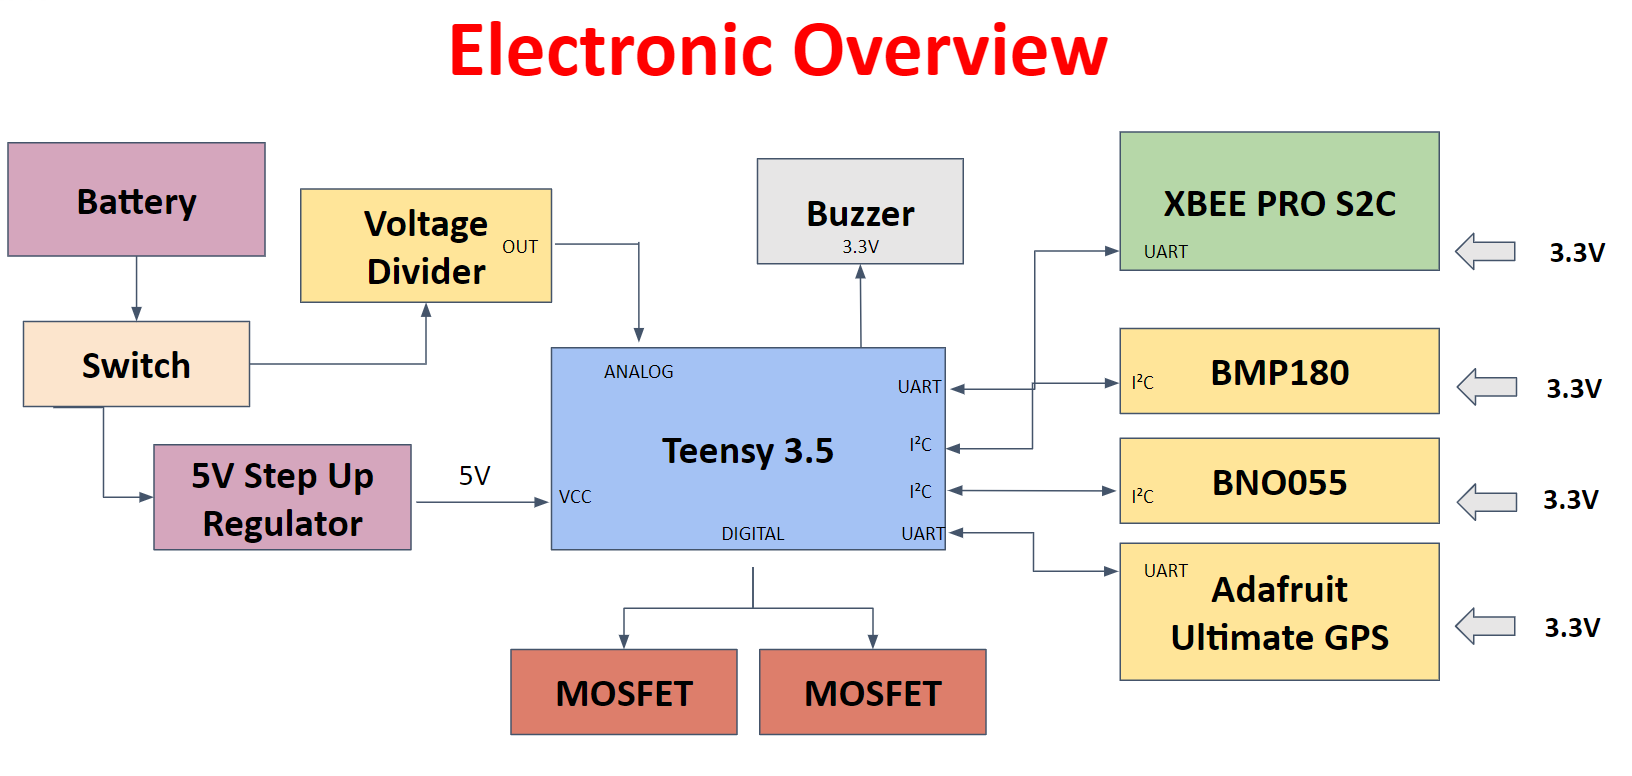 Electronic Overview
Battery
Voltage
Divider
OUT
Switch
5V Step Up
Regulator
5V
Buzzer
3.3V
ANALOG
UART
I²C
Teensy 3.5
VCC
I²C
DIGITAL
UART
MOSFET
MOSFET
XBEE PRO S2C
UART
3.3V
BMP180
I²C
3.3V
BNO055
I²C
3.3V
UART
Adafruit
Ultimate GPS
3.3V